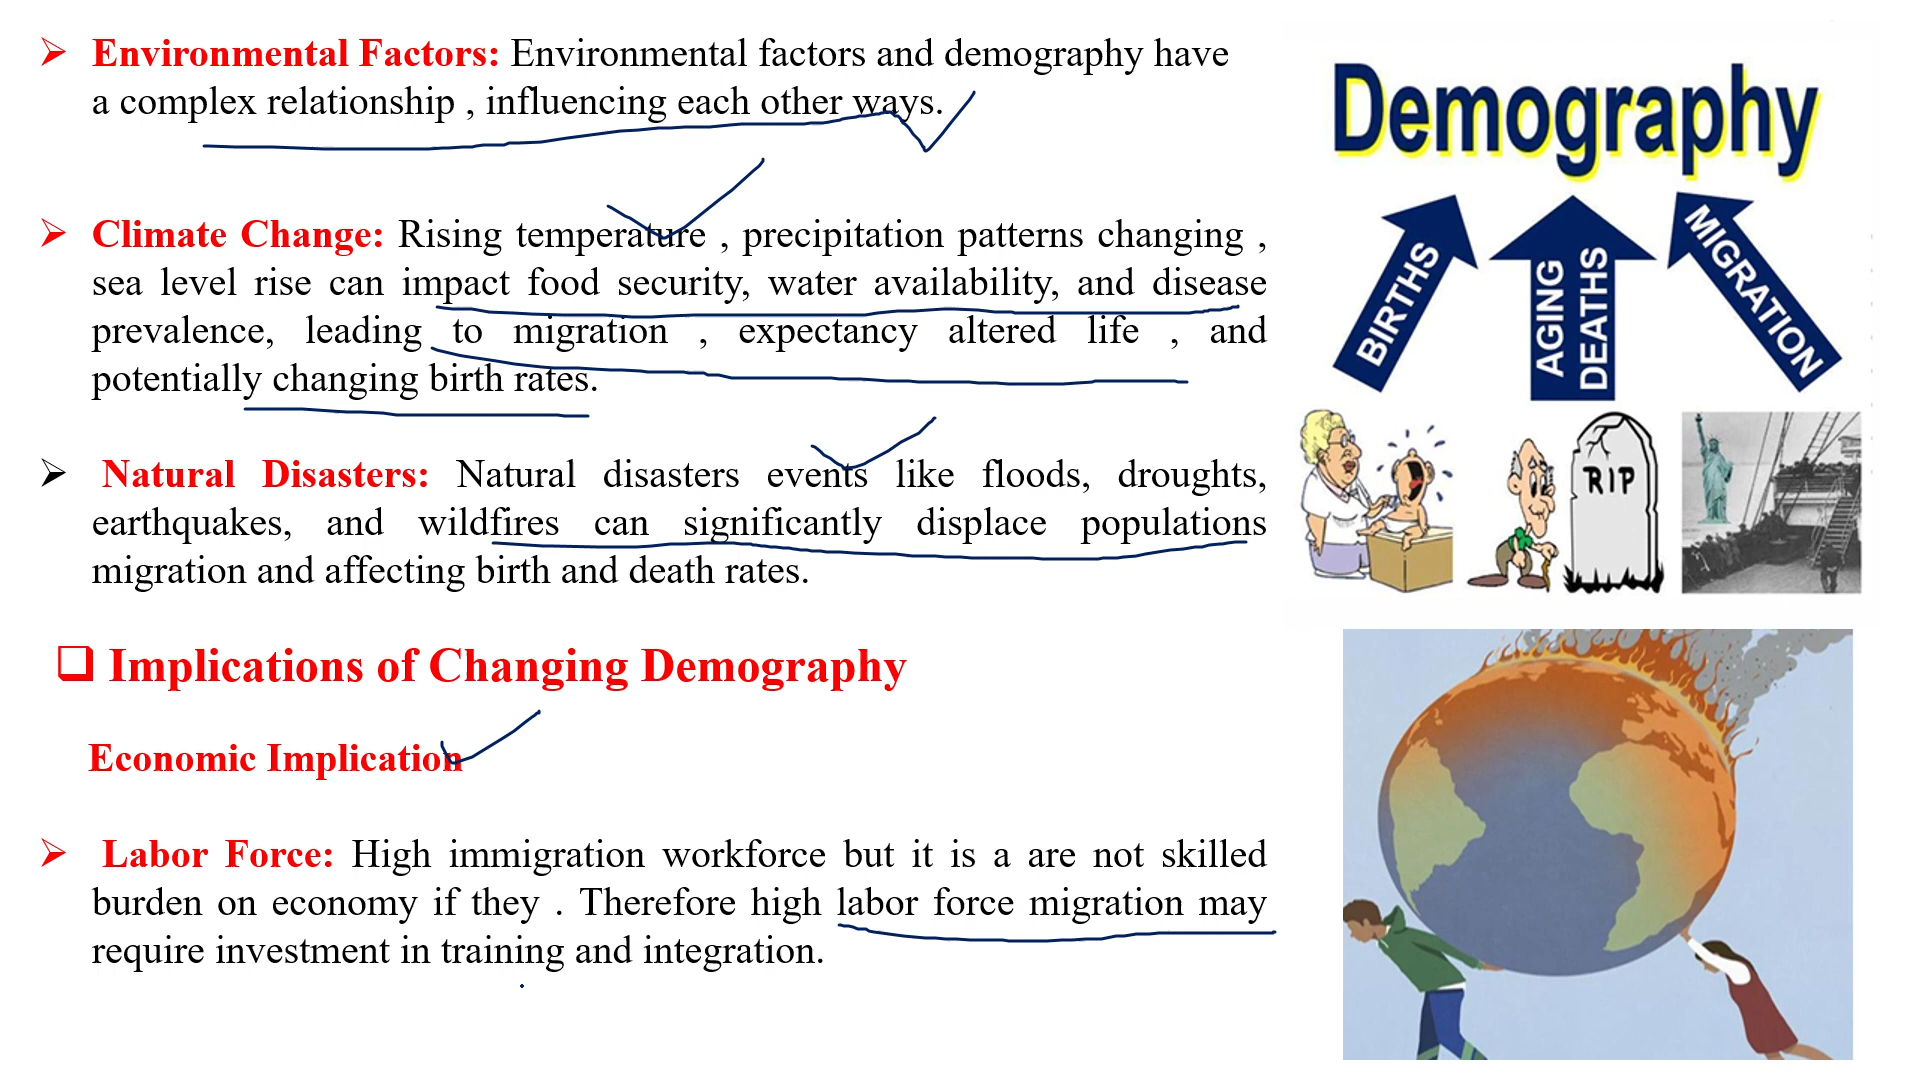 ➢ Environmental Factors: Environmental factors and demography have
a complex relationship , influencing each other ways.
➢ Climate Change: Rising temperature , precipitation patterns changing ,
sea level rise can impact food security, water availability, and disease
prevalence, leading to migration , expectancy altered life , and
potentially changing birth rates.
➢ Natural Disasters: Natural disasters events like floods, droughts,
earthquakes, and wildfires can significantly displace populations
migration and affecting birth and death rates.
❑ Implications of Changing Demography
Economic Implication
➢ Labor Force: High immigration workforce but it is a are not skilled
burden on economy if they . Therefore high labor force migration may
require investment in training and integration.
Demography
BIRTHS
AGING
DEATHS
MIGRATION
RIP